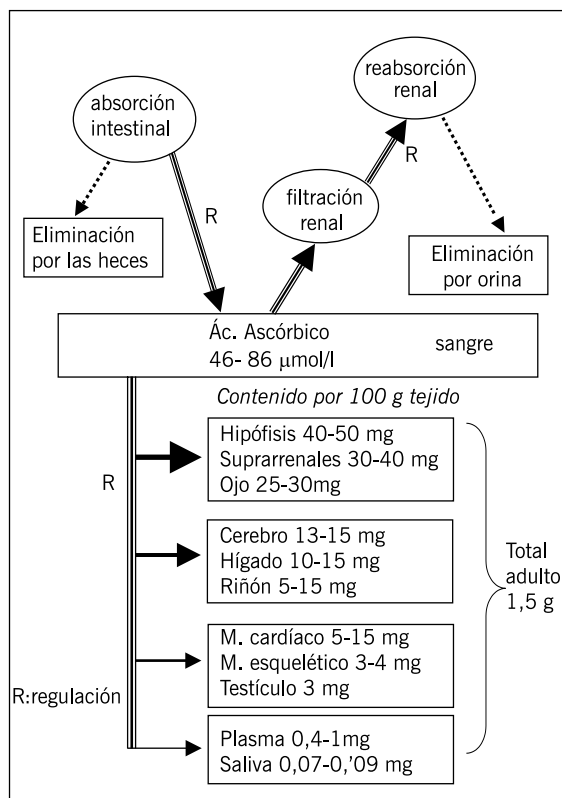 absorción
intestinal
reabsorción
renal
R
R
filtración
renal
Eliminación
por las heces
Eliminación
por orina
Ác. Ascórbico
46- 86 μmol/l
sangre
Contenido por 100 g tejido
Hipófisis 40-50 mg
Suprarrenales 30-40 mg
Ojo 25-30mg
R
Cerebro 13-15 mg
Hígado 10-15 mg
Riñón 5-15 mg
Total
adulto
1,5 g
M. cardíaco 5-15 mg
M. esquelético 3-4 mg
Testículo 3 mg
R:regulación
Plasma 0,4-1mg
Saliva 0,07-0,'09 mg